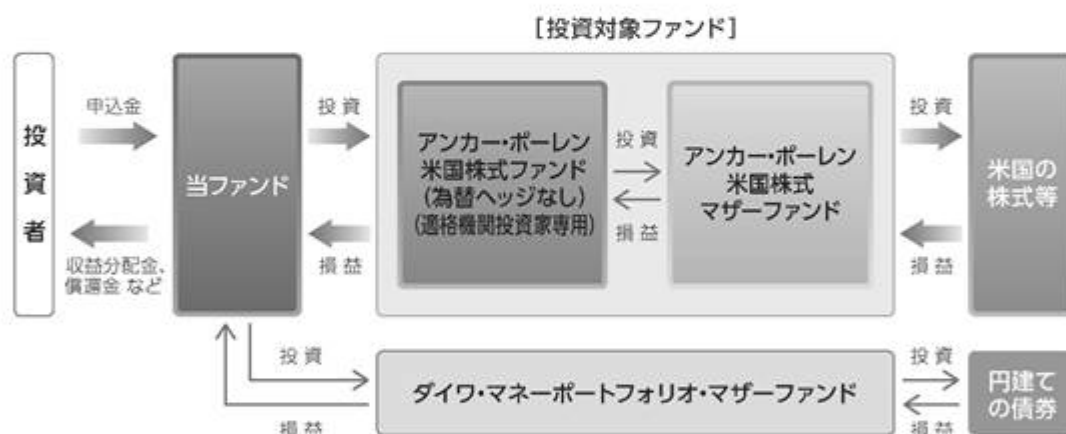 [投資対象ファンド]
投資者
申込金
収益分配金、
償還金 など
当ファンド
投資
損益
アンカー・ポーレン
米国株式ファンド
(為替ヘッジなし)
(適格機関投資家専用)
投資
損益
アンカー・ポーレン
米国株式
マザーファンド
投資
損益
米国の
株式等
投資
損益
ダイワ・マネーポートフォリオ・マザーファンド
投資
損益
円建て
の債券